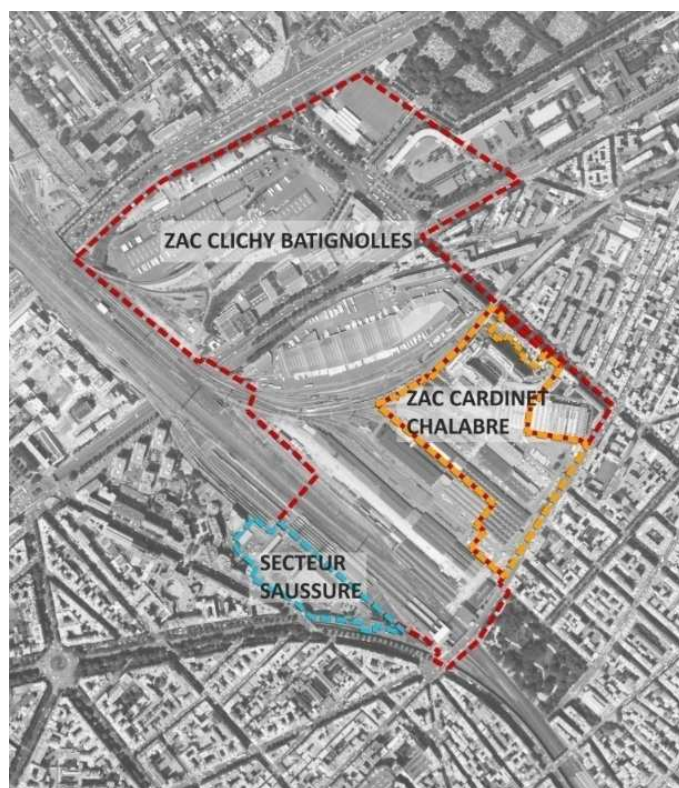 ZAC CLICHY BATIGNOLLES
ZAC CARDINET
CHALABRE
SECTEUR
SAUSSURE